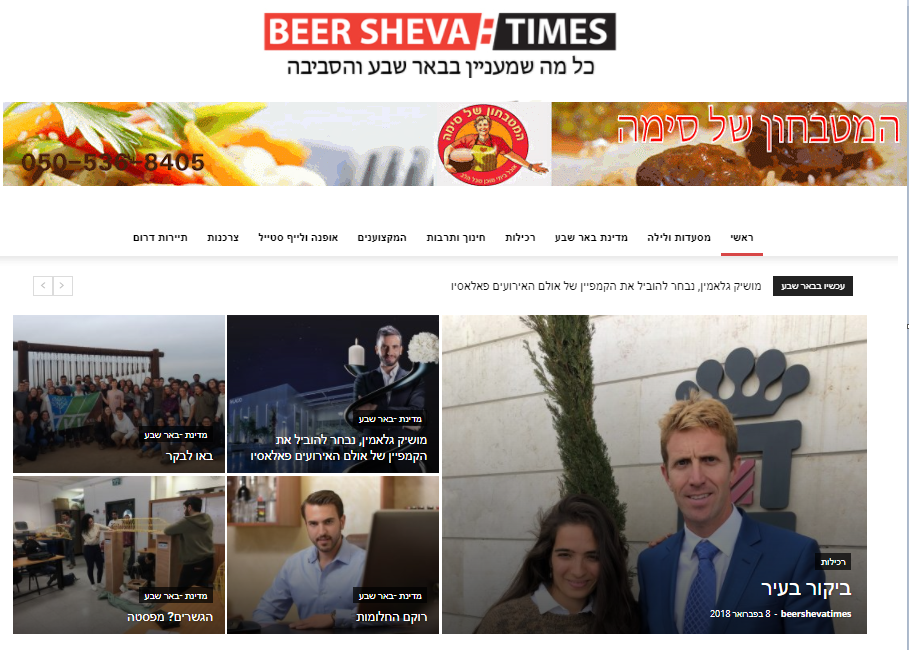 BEER SHEVA :: TIMES
כל מה שמעניין בבאר שבע והסביבה
המטבחון של סימה
המטבחון של סימה
050-536-8405
ראשי
מסעדות ולילה
מדינת באר שבע
רכילות
חינוך ותרבות
המקצוענים
אופנה ולייף סטייל
צרכנות
תיירות דרום
עכשיו בבאר שבע
מושיק גלאמין, נבחר להוביל את הקמפיין של אולם האירועים פאלאסיו
רכילות
ביקור בעיר
beershevatimes - 8 בפברואר 2018
מדינת -באר שבע
מושיק גלאמין, נבחר להוביל את
הקמפיין של אולם האירועים פאלאסיו
מדינת -באר שבע
באו לבקר
מדינת -באר שבע
רוקם החלומות
מדינת -באר שבע
הגשרים? מפסטה